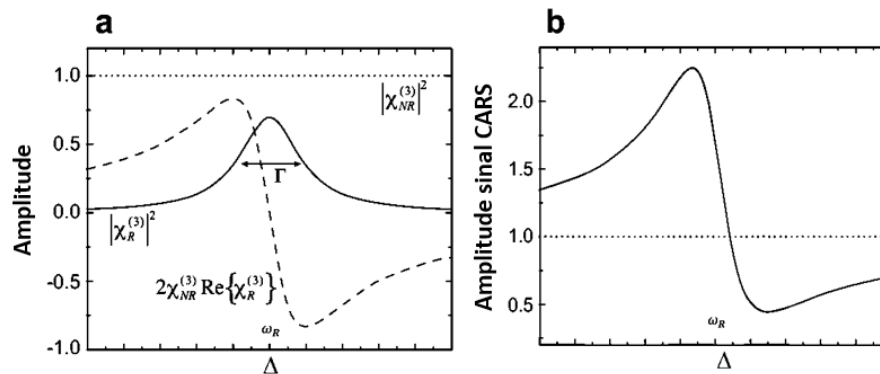 a
Amplitude
1.0
0.5
0.0
-0.5
-1.0
|χ_NR^(3)|^2
Γ
|χ_R^(3)|^2
2χ_NR^(3) Re{χ_R^(3)}
ω_R
Δ
b
Amplitude sinal CARS
2.0
1.5
1.0
0.5
ω_R
Δ